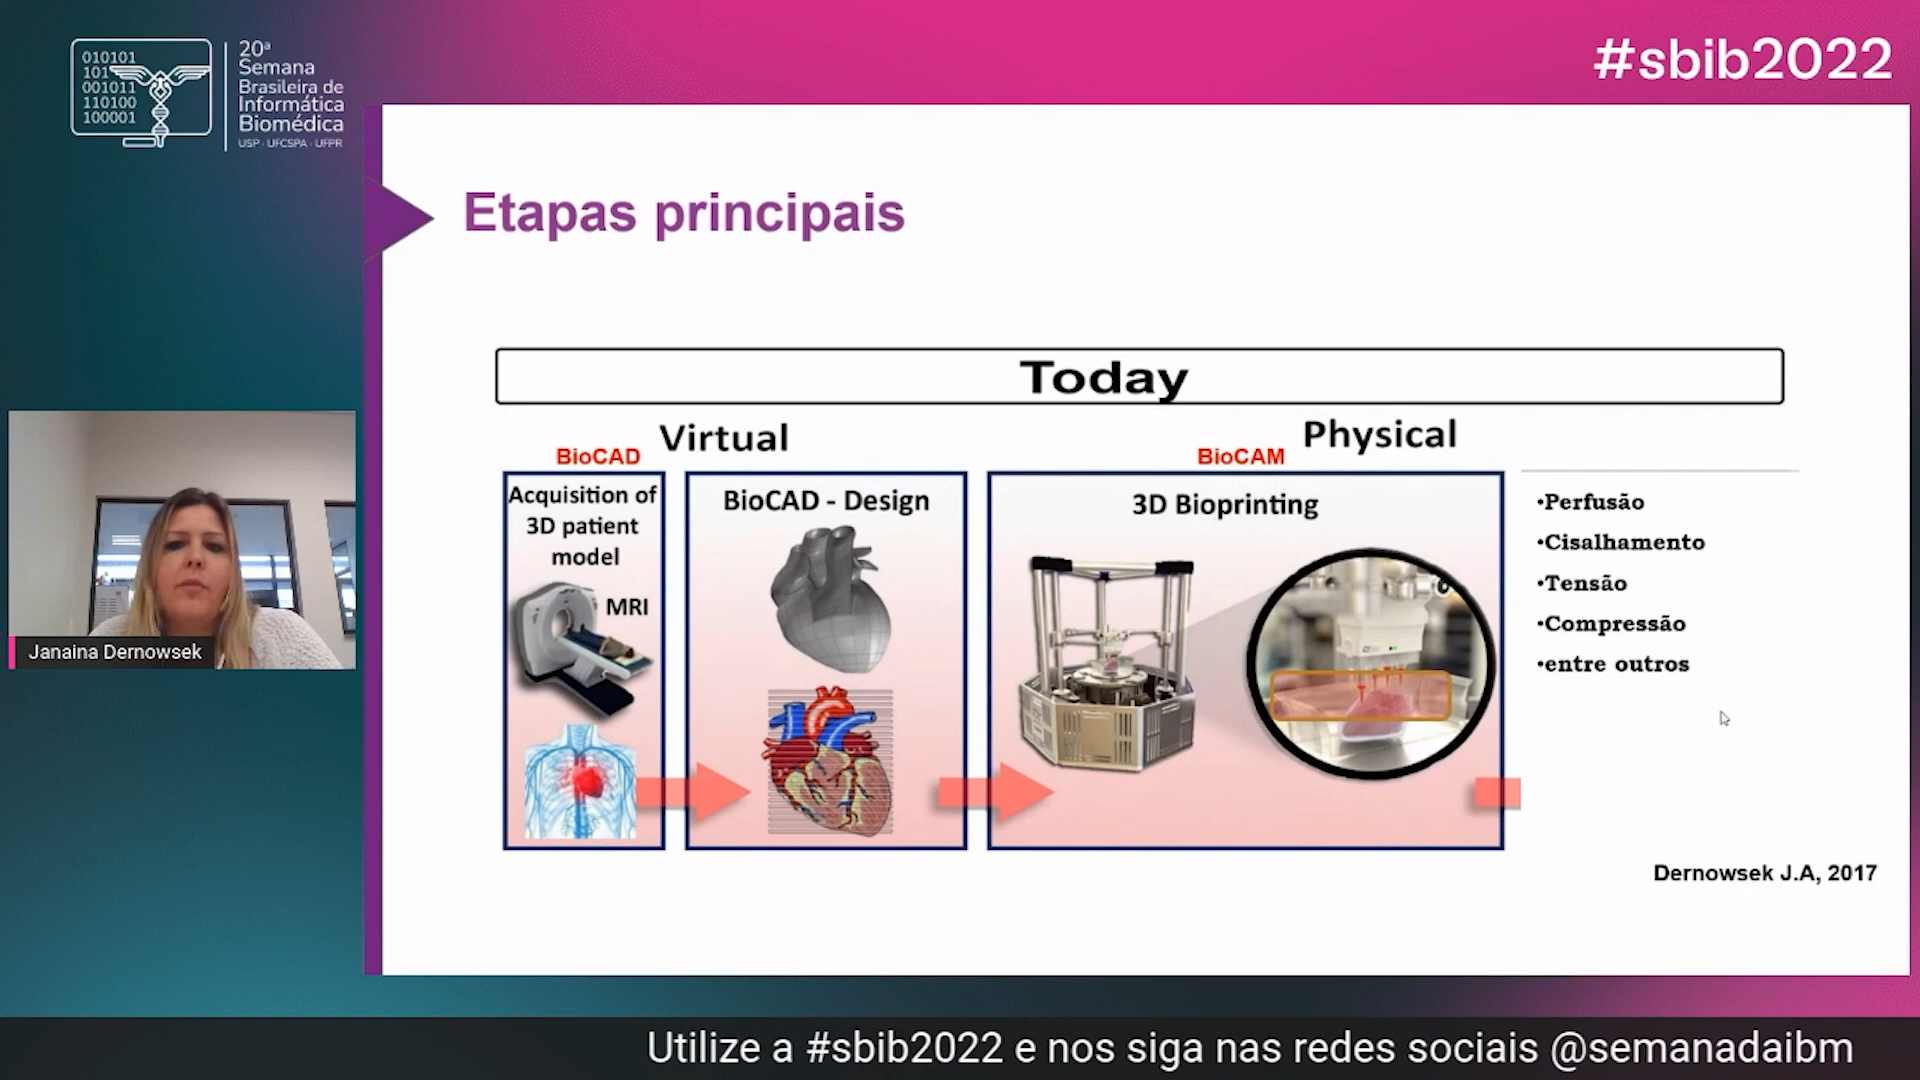 010101
101
001011
110100
100001
20ª
Semana
Brasileira de
Informática
Biomédica
USP · UFCSPA · UFPR
#sbib2022
Etapas principais
Today
Virtual
Physical
BioCAD
BioCAM
Acquisition of
3D patient
model
MRI
BioCAD - Design
3D Bioprinting
•Perfusão
•Cisalhamento
•Tensão
•Compressão
•entre outros
Janaina Dernowsek
Dernowsek J.A, 2017
Utilize a #sbib2022 e nos siga nas redes sociais @semanadaibm